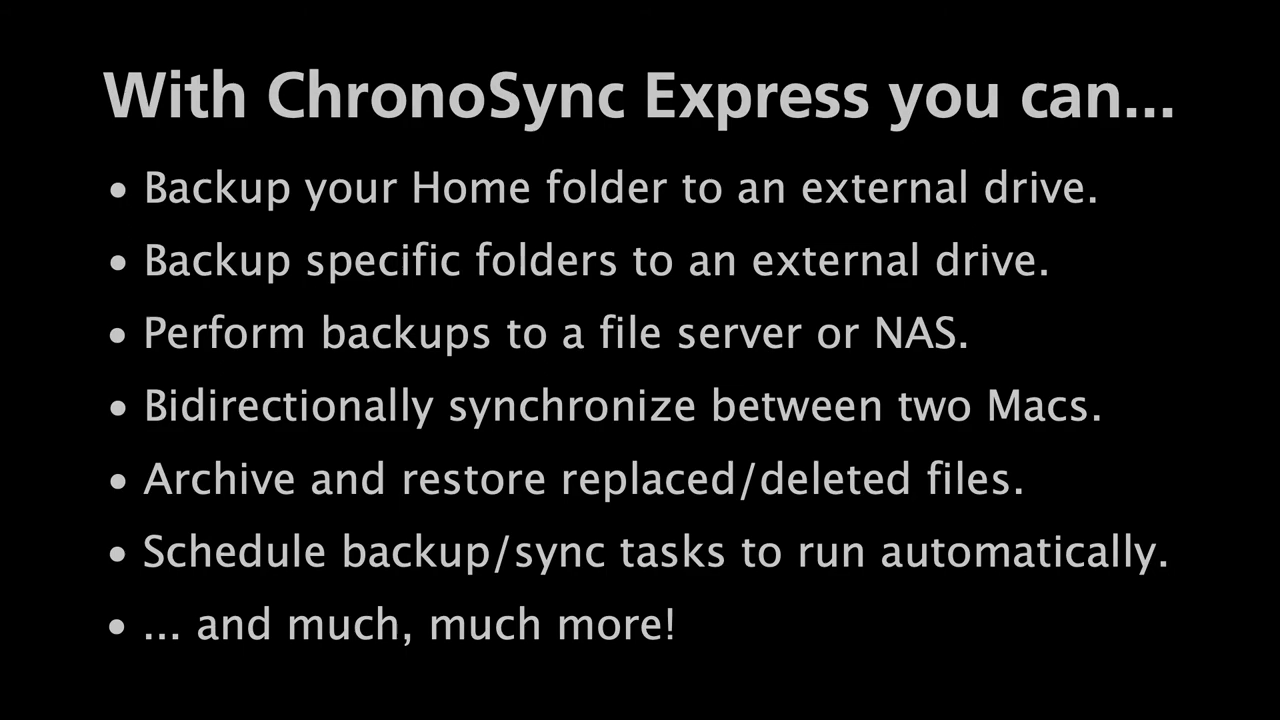 With ChronoSync Express you can...
• Backup your Home folder to an external drive.
• Backup specific folders to an external drive.
• Perform backups to a file server or NAS.
• Bidirectionally synchronize between two Macs.
• Archive and restore replaced/deleted files.
• Schedule backup/sync tasks to run automatically.
• ... and much, much more!